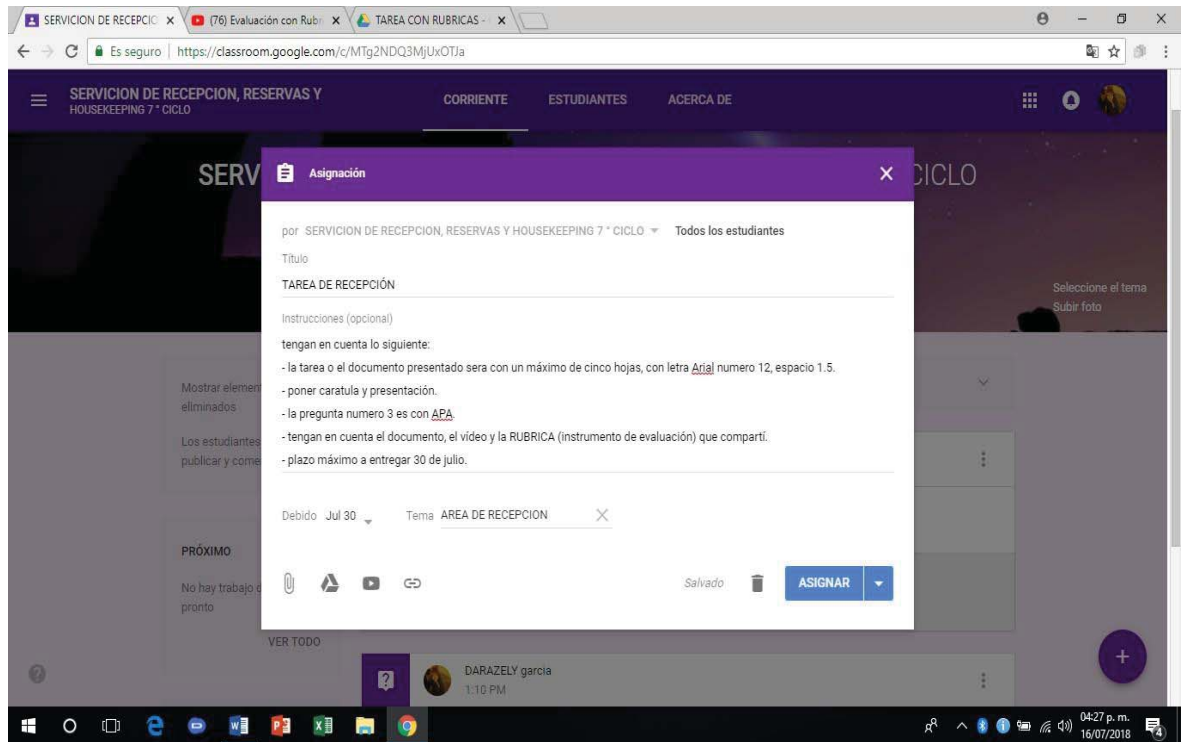 SERVICION DE RECEPCIO
(76) Evaluación con Rubri
TAREA CON RUBRICAS -
Es seguro | https://classroom.google.com/c/MTg2NDQ3MjUxOTJa
SERVICION DE RECEPCION, RESERVAS Y
HOUSEKEEPING 7 ° CICLO
CORRIENTE ESTUDIANTES ACERCA DE
SERV
CICLO
Asignación
por SERVICION DE RECEPCION, RESERVAS Y HOUSEKEEPING 7 ° CICLO Todos los estudiantes
Título
TAREA DE RECEPCIÓN
Instrucciones (opcional)
tengan en cuenta lo siguiente:
- la tarea o el documento presentado sera con un máximo de cinco hojas, con letra Arial numero 12, espacio 1.5.
- poner caratula y presentación.
- la pregunta numero 3 es con APA.
- tengan en cuenta el documento, el vídeo y la RUBRICA (instrumento de evaluación) que compartí.
- plazo máximo a entregar 30 de julio.
Debido Jul 30 Tema AREA DE RECEPCION
Salvado ASIGNAR
Seleccione el tema
Subir foto
Mostrar element
eliminados
Los estudiantes
publicar y come
PRÓXIMO
No hay trabajo d
pronto
VER TODO
DARAZELY garcia
1:10 PM
04:27 p. m.
16/07/2018